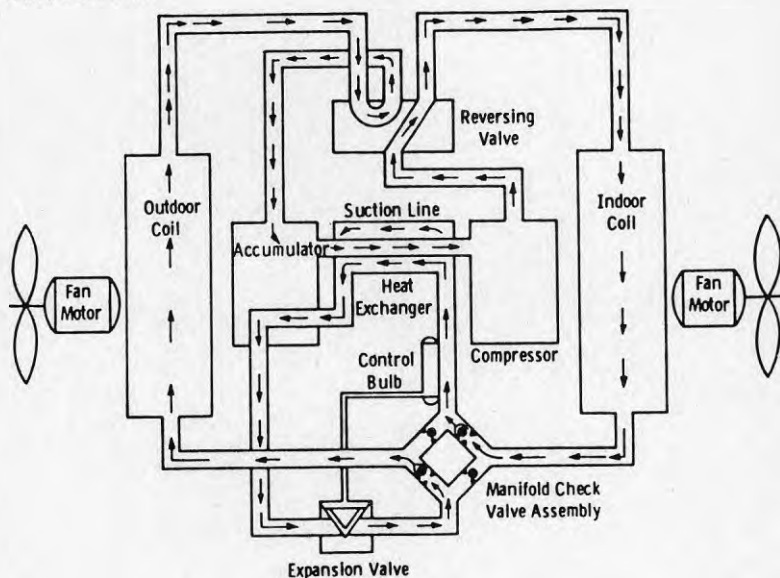 Reversing
Valve
Outdoor
Coil
Suction Line
Indoor
Coil
Accumulator
Fan
Motor
Heat
Exchanger
Fan
Motor
Control
Bulb
Compressor
Manifold Check
Valve Assembly
Expansion Valve